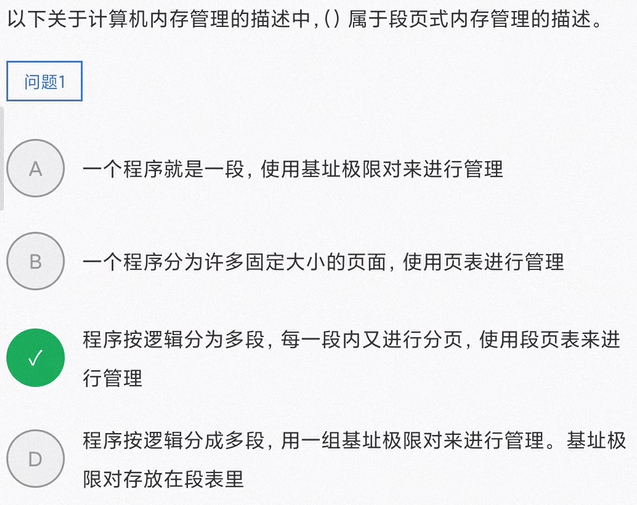 以下关于计算机内存管理的描述中,()属于段页式内存管理的描述。
问题1
A 一个程序就是一段，使用基址极限对来进行管理
B 一个程序分为许多固定大小的页面，使用页表进行管理
程序按逻辑分为多段，每一段内又进行分页，使用段页表来进
行管理
D 程序按逻辑分成多段，用一组基址极限对来进行管理。基址极
限对存放在段表里